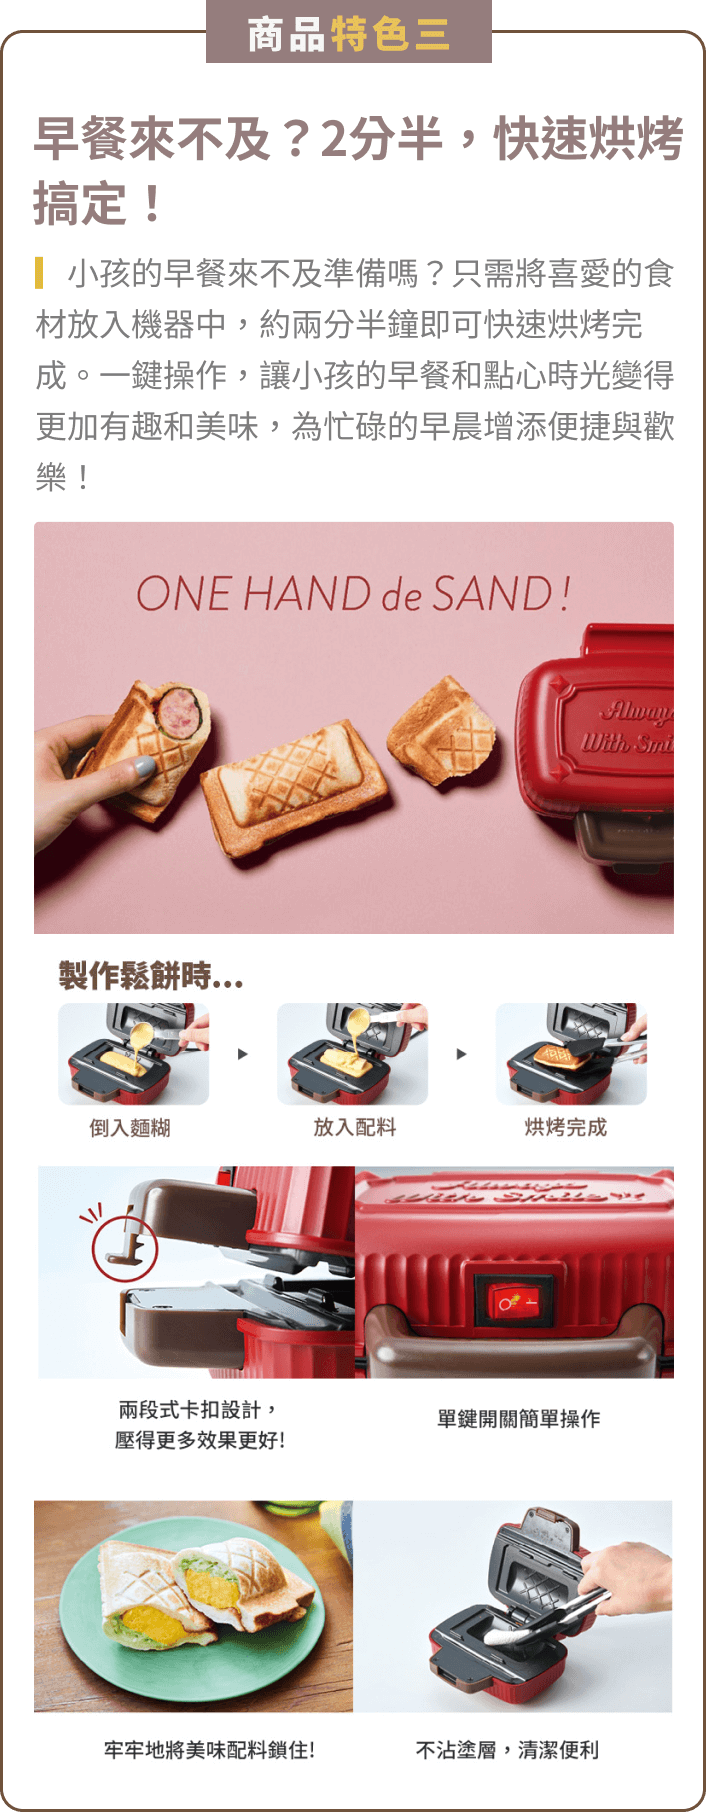 商品特色三
早餐來不及？2分半，快速烘烤
搞定！
小孩的早餐來不及準備嗎？只需將喜愛的食
材放入機器中，約兩分半鐘即可快速烘烤完
成。一鍵操作，讓小孩的早餐和點心時光變得
更加有趣和美味，為忙碌的早晨增添便捷與歡
樂！
ONE HAND de SAND!
Always
With Smi
製作鬆餅時...
倒入麵糊
放入配料
烘烤完成
Always
With Smile
兩段式卡扣設計，
壓得更多效果更好!
單鍵開關簡單操作
牢牢地將美味配料鎖住!
不沾塗層，清潔便利